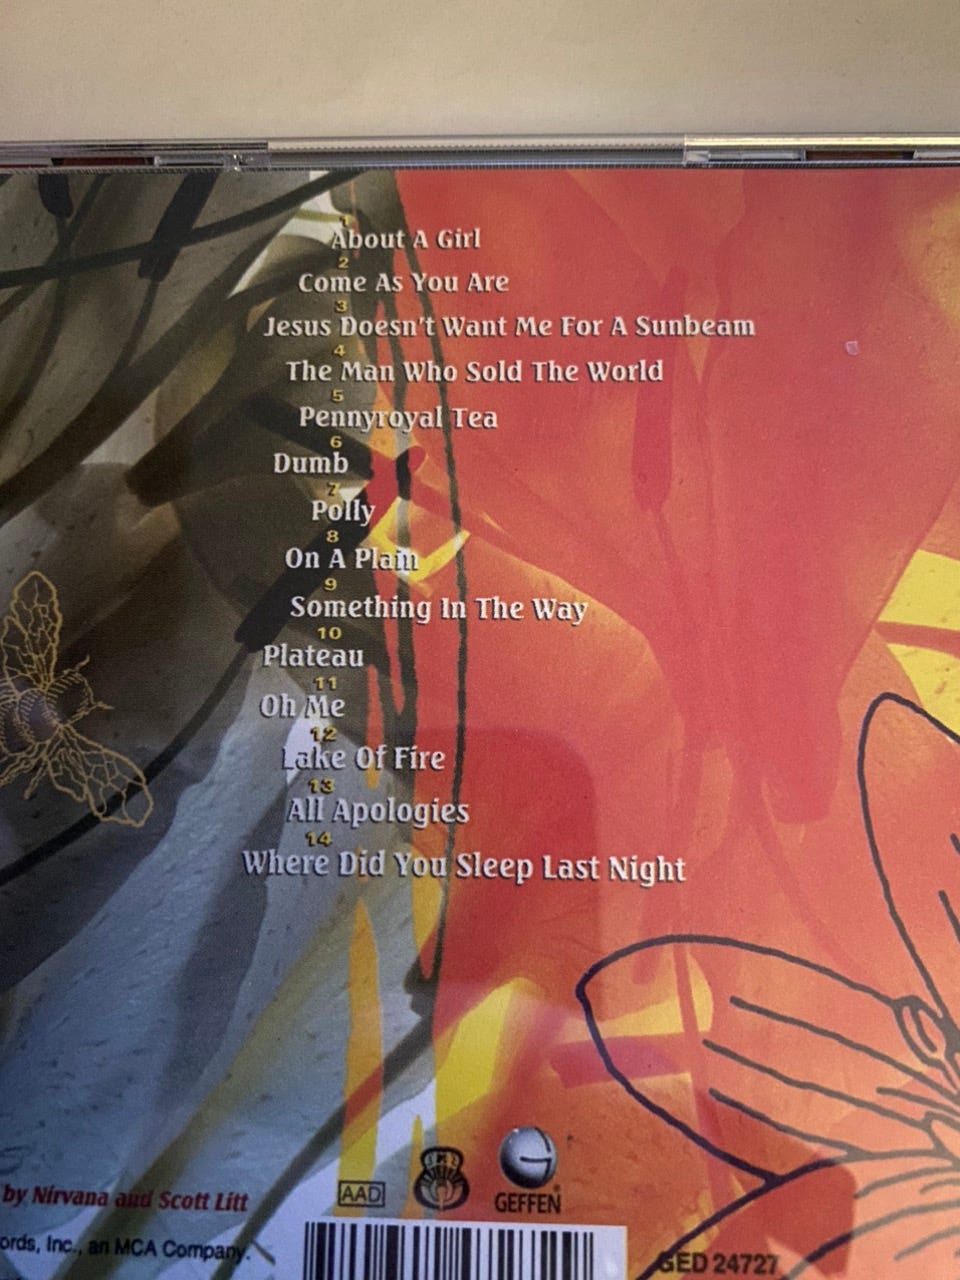 1
About A Girl
2
Come As You Are
3
Jesus Doesn't Want Me For A Sunbeam
4
The Man Who Sold The World
5
Pennyroyal Tea
6
Dumb
7
Polly
8
On A Plain
9
Something In The Way
10
Plateau
11
Oh Me
12
Lake Of Fire
13
All Apologies
14
Where Did You Sleep Last Night
by Nirvana and Scott Litt
AAD
G
GEFFEN
ords, Inc., an MCA Company.
GED 24727